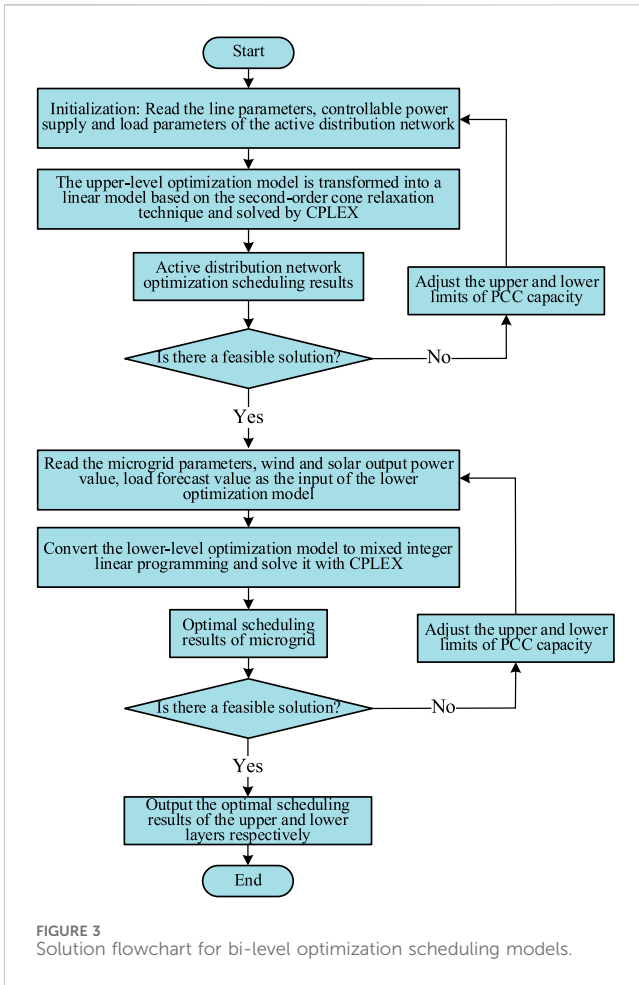 Start
Initialization: Read the line parameters, controllable power
supply and load parameters of the active distribution network
The upper-level optimization model is transformed into a
linear model based on the second-order cone relaxation
technique and solved by CPLEX
Active distribution network
optimization scheduling results
Adjust the upper and lower
limits of PCC capacity
Is there a feasible solution?
No
Yes
Read the microgrid parameters, wind and solar output power
value, load forecast value as the input of the lower
optimization model
Convert the lower-level optimization model to mixed integer
linear programming and solve it with CPLEX
Optimal scheduling
results of microgrid
Adjust the upper and lower
limits of PCC capacity
Is there a feasible solution?
No
Yes
Output the optimal scheduling
results of the upper and lower
layers respectively
End
FIGURE 3
Solution flowchart for bi-level optimization scheduling models.